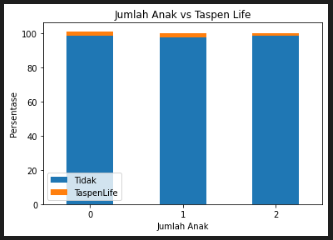 Jumlah Anak vs Taspen Life
Persentase
100
80
60
40
20
0
Tidak
TaspenLife
0 1 2
Jumlah Anak